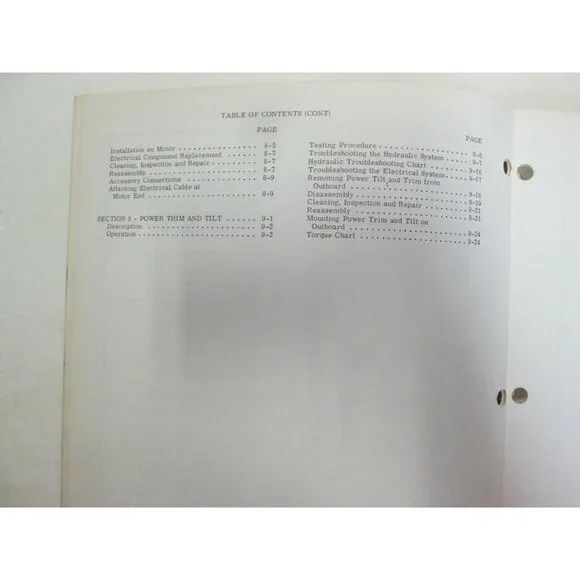 TABLE OF CONTENTS (CONT)
PAGE
Installation on Motor . . . . . . . . . . . . . . . 8-5
Electrical Component Replacement . . . . . 8-7
Cleaning, Inspection and Repair . . . . . . . 8-7
Reassembly . . . . . . . . . . . . . . . . . . . . . 8-7
Accessory Connections . . . . . . . . . . . . . 8-9
Attaching Electrical Cable at
Motor End . . . . . . . . . . . . . . . . . . . . . 8-9
SECTION 9 - POWER TRIM AND TILT . . . . . . 9-1
Description . . . . . . . . . . . . . . . . . . . . . 9-2
Operation . . . . . . . . . . . . . . . . . . . . . . 9-2
PAGE
Testing Procedure . . . . . . . . . . . . . . . . . 9-6
Troubleshooting the Hydraulic System . . . . 9-7
Hydraulic Troubleshooting Chart . . . . . . . 9-16
Troubleshooting the Electrical System . . . . 9-17
Removing Power Tilt and Trim from
Outboard . . . . . . . . . . . . . . . . . . . . . . 9-18
Disassembly . . . . . . . . . . . . . . . . . . . . . 9-19
Cleaning, Inspection and Repair . . . . . . . . 9-21
Reassembly . . . . . . . . . . . . . . . . . . . . . 9-21
Mounting Power Trim and Tilt on
Outboard . . . . . . . . . . . . . . . . . . . . . . 9-24
Torque Chart . . . . . . . . . . . . . . . . . . . . 9-24